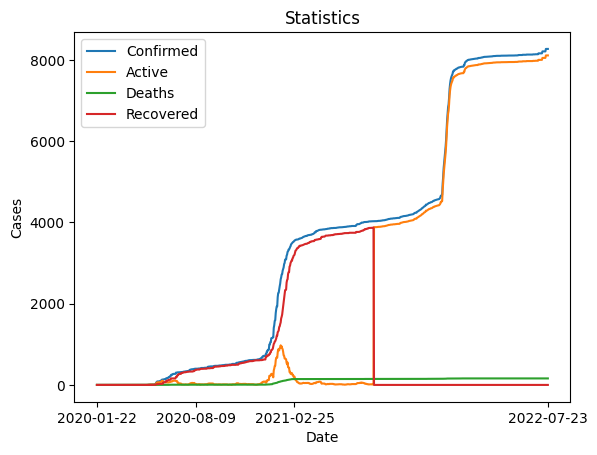 Statistics
Confirmed
Active
Deaths
Recovered
8000
6000
4000
2000
0
Cases
2020-01-22 2020-08-09 2021-02-25 2022-07-23
Date